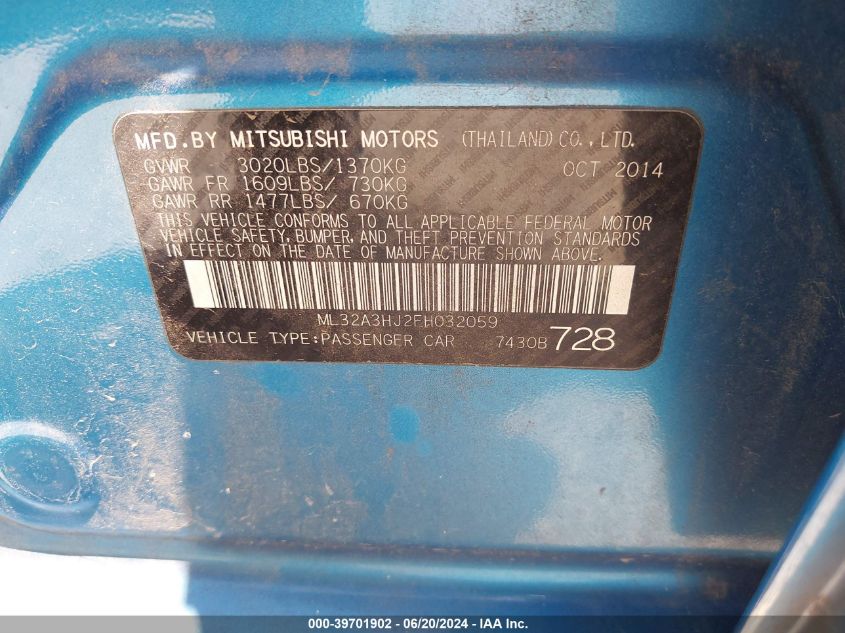 MFD.BY MITSUBISHI MOTORS (THAILAND) CO., LTD.
GVWR 3020LBS/1370KG OCT 2014
GAWR FR 1609LBS/ 730KG
GAWR RR 1477LBS/ 670KG
THIS VEHICLE CONFORMS TO ALL APPLICABLE FEDERAL MOTOR
VEHICLE SAFETY, BUMPER, AND THEFT PREVENTION STANDARDS
IN EFFECT ON THE DATE OF MANUFACTURE SHOWN ABOVE.
ML32A3HJ2FH032059
VEHICLE TYPE:PASSENGER CAR 7430B 728
000-39701902 - 06/20/2024 - IAA Inc.